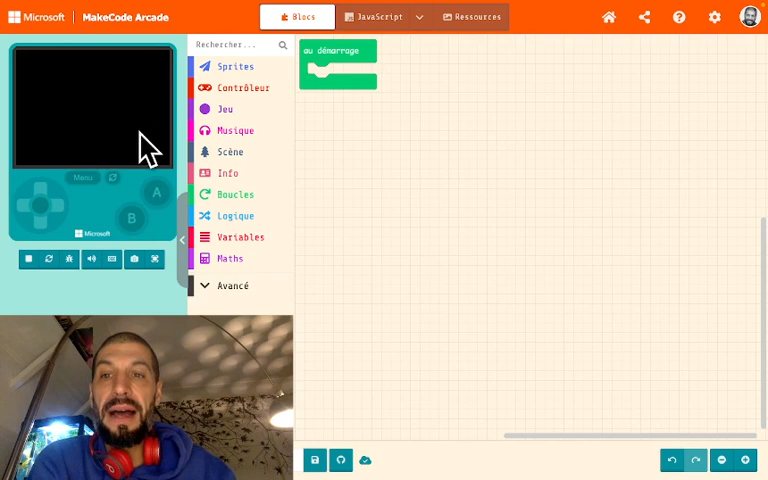 Microsoft
MakeCode Arcade
Blocs
JavaScript
Ressources
Rechercher...
Sprites
Contrôleur
Jeu
Musique
Scène
Info
Boucles
Logique
Variables
Maths
Avancé
au démarrage
Menu
A
B
Microsoft